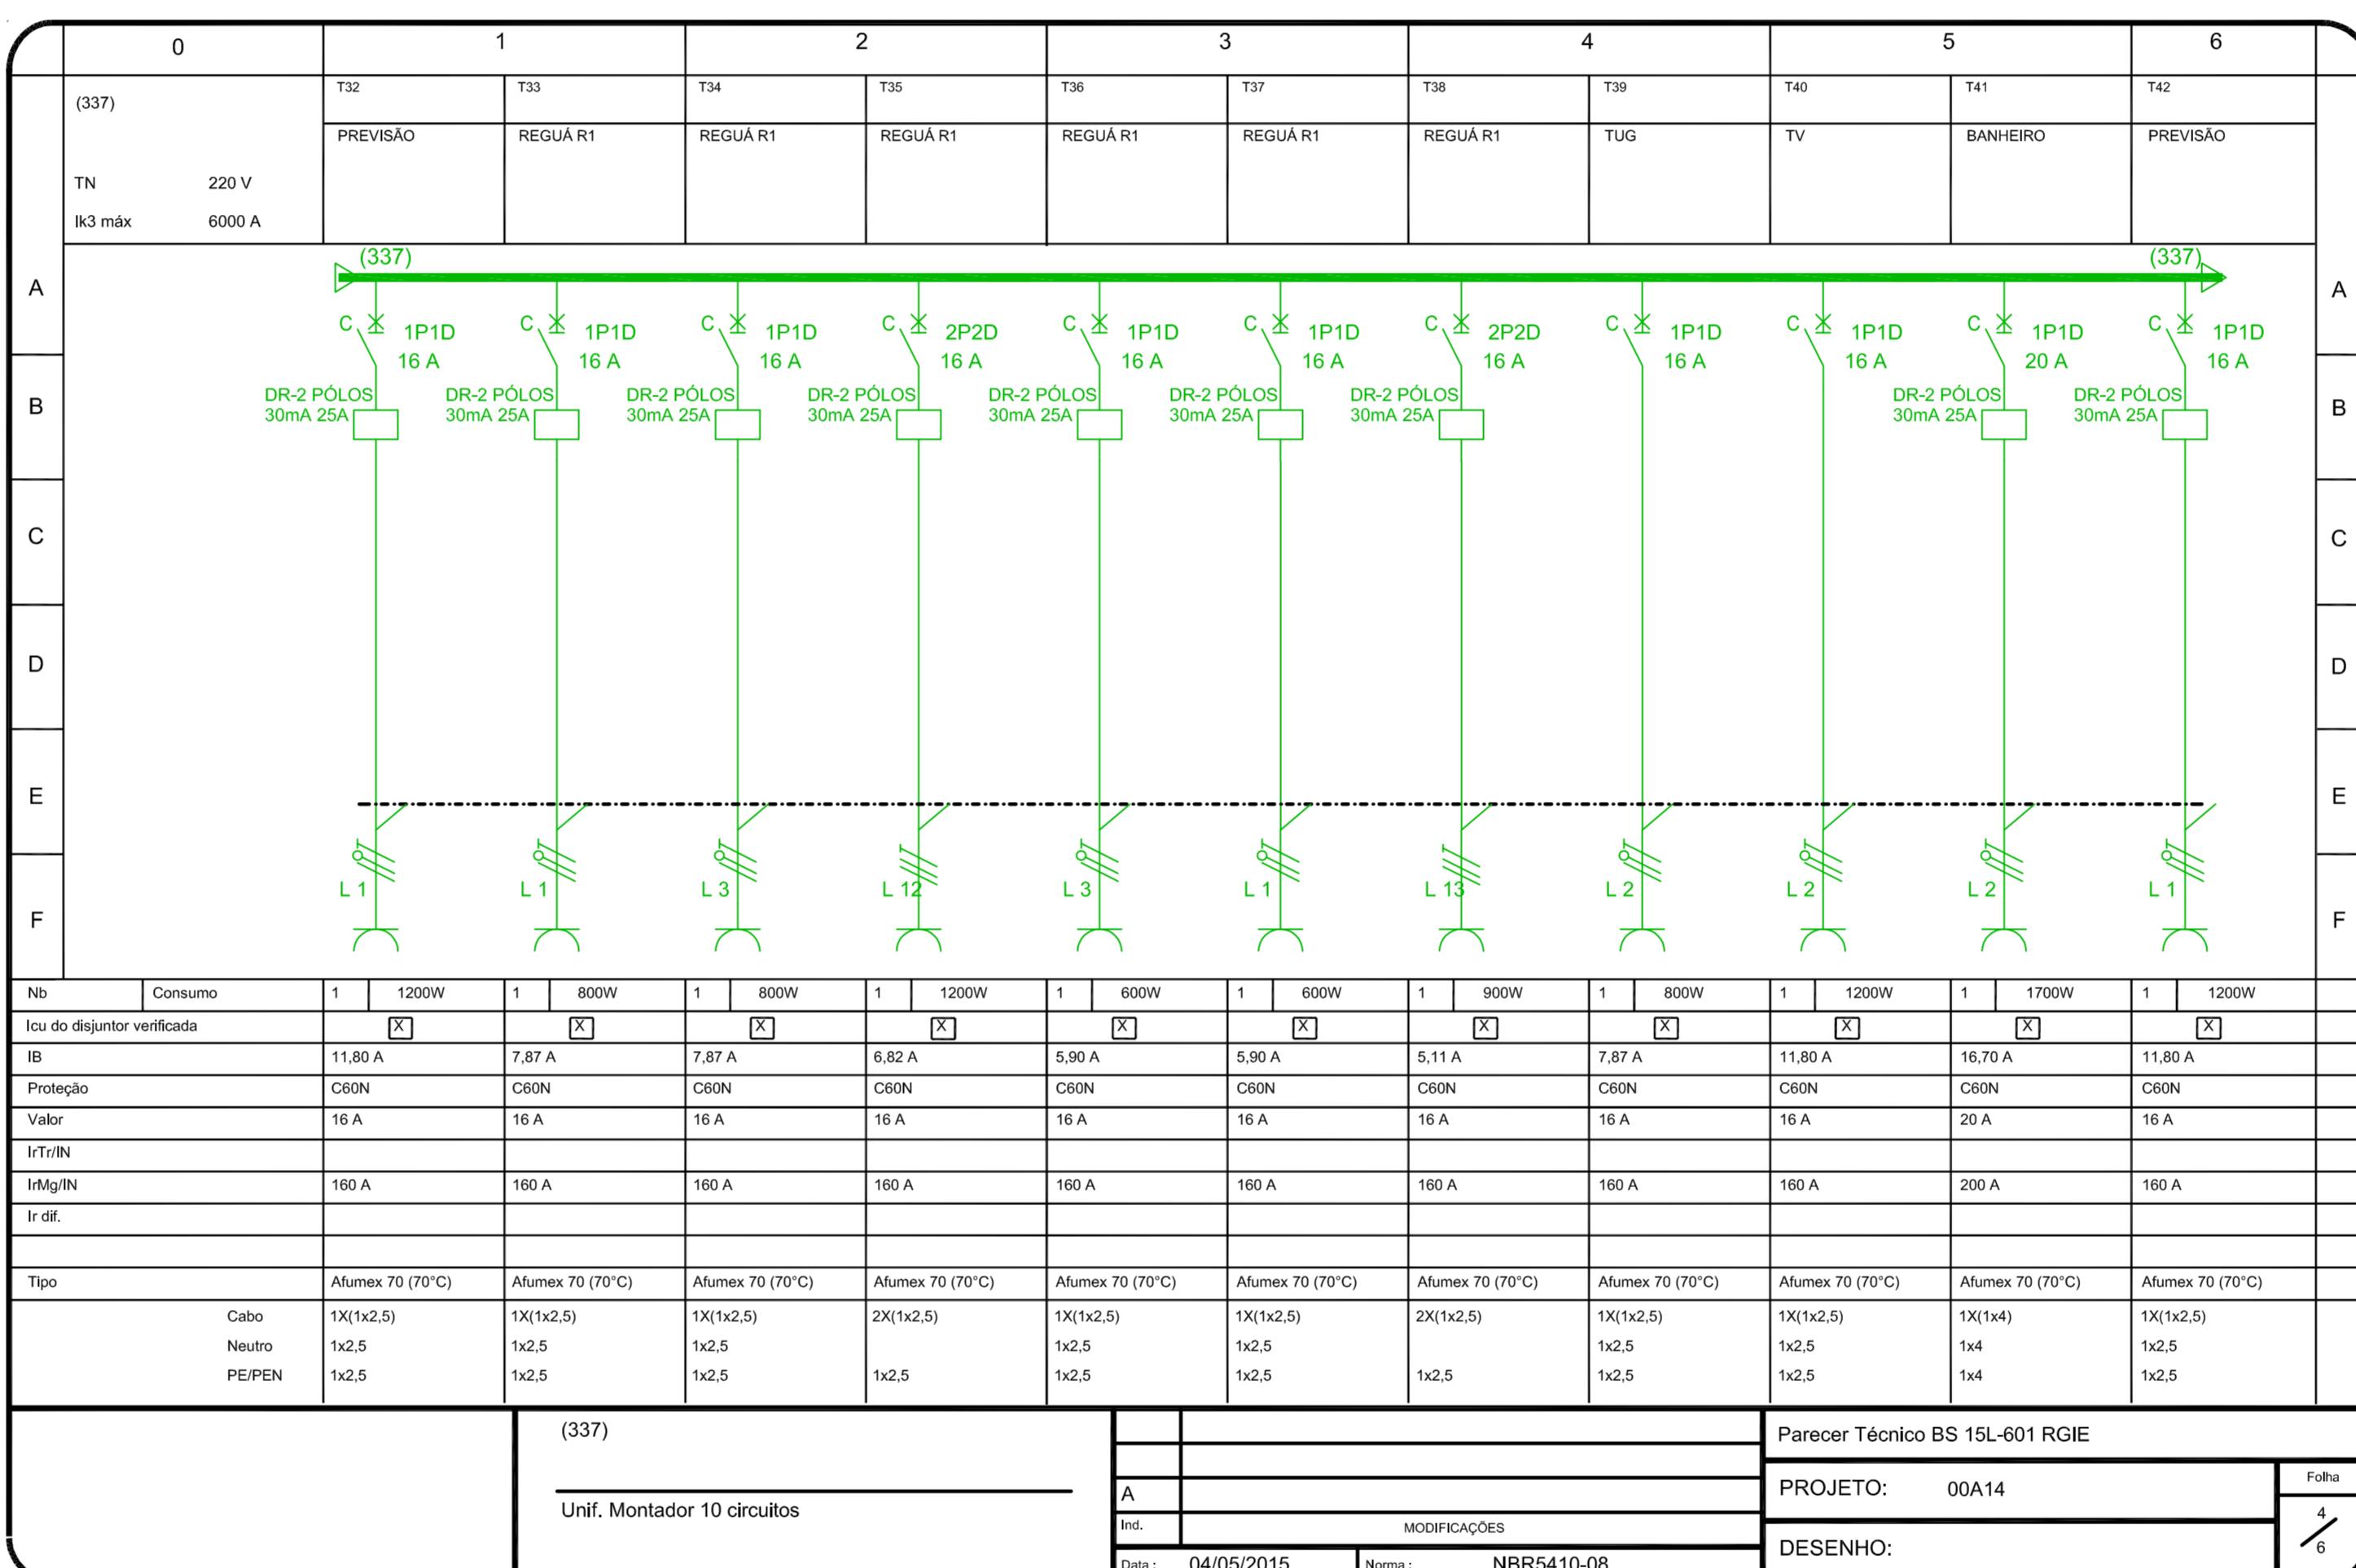 0 1 2 3 4 5 6
(337) T32 T33 T34 T35 T36 T37 T38 T39 T40 T41 T42
PREVISÃO REGUÁ R1 REGUÁ R1 REGUÁ R1 REGUÁ R1 REGUÁ R1 REGUÁ R1 TUG TV BANHEIRO PREVISÃO
TN 220 V
Ik3 máx 6000 A
(337) (337)
A A
C 1P1D C 1P1D C 1P1D C 2P2D C 1P1D C 1P1D C 2P2D C 1P1D C 1P1D C 1P1D C 1P1D
16 A 16 A 16 A 16 A 16 A 16 A 16 A 16 A 16 A 20 A 16 A
DR-2 PÓLOS DR-2 PÓLOS DR-2 PÓLOS DR-2 PÓLOS DR-2 PÓLOS DR-2 PÓLOS DR-2 PÓLOS DR-2 PÓLOS DR-2 PÓLOS
B 30mA 25A 30mA 25A 30mA 25A 30mA 25A 30mA 25A 30mA 25A 30mA 25A 30mA 25A 30mA 25A B
C C
D D
E E
L 1 L 1 L 3 L 12 L 3 L 1 L 13 L 2 L 2 L 2 L 1
F F
Nb Consumo 1 1200W 1 800W 1 800W 1 1200W 1 600W 1 600W 1 900W 1 800W 1 1200W 1 1700W 1 1200W
Icu do disjuntor verificada X X X X X X X X X X X
IB 11,80 A 7,87 A 7,87 A 6,82 A 5,90 A 5,90 A 5,11 A 7,87 A 11,80 A 16,70 A 11,80 A
Proteção C60N C60N C60N C60N C60N C60N C60N C60N C60N C60N C60N
Valor 16 A 16 A 16 A 16 A 16 A 16 A 16 A 16 A 16 A 20 A 16 A
IrTr/IN
IrMg/IN 160 A 160 A 160 A 160 A 160 A 160 A 160 A 160 A 160 A 200 A 160 A
Ir dif.
Tipo Afumex 70 (70°C) Afumex 70 (70°C) Afumex 70 (70°C) Afumex 70 (70°C) Afumex 70 (70°C) Afumex 70 (70°C) Afumex 70 (70°C) Afumex 70 (70°C) Afumex 70 (70°C) Afumex 70 (70°C) Afumex 70 (70°C)
Cabo 1X(1x2,5) 1X(1x2,5) 1X(1x2,5) 2X(1x2,5) 1X(1x2,5) 1X(1x2,5) 2X(1x2,5) 1X(1x2,5) 1X(1x2,5) 1X(1x4) 1X(1x2,5)
Neutro 1x2,5 1x2,5 1x2,5 1x2,5 1x2,5 1x2,5 1x2,5 1x4 1x2,5
PE/PEN 1x2,5 1x2,5 1x2,5 1x2,5 1x2,5 1x2,5 1x2,5 1x2,5 1x2,5 1x4 1x2,5
(337)
Unif. Montador 10 circuitos
A
Ind. MODIFICAÇÕES
Data : 04/05/2015 Norma : NBR5410-08
Parecer Técnico BS 15L-601 RGIE
PROJETO: 00A14
Folha
4/6
DESENHO: